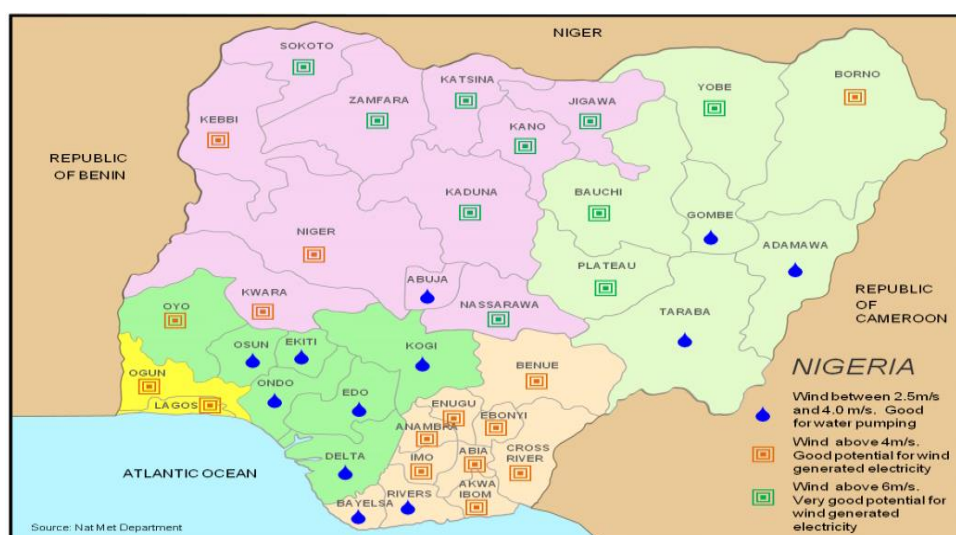 NIGER
SOKOTO
BORNO
KATSINA
YOBE
ZAMFARA
JIGAWA
KEBBI
KANO
REPUBLIC
OF BENIN
KADUNA
BAUCHI
GOMBE
NIGER
ADAMAWA
PLATEAU
ABUJA
KWARA
NASSARAWA
REPUBLIC
OF
CAMEROON
OYO
TARABA
OSUN
EKITI
KOGI
NIGERIA
OGUN
BENUE
ONDO
EDO
LAGOS
ENUGU
EBONYI
ANAMBRA
DELTA
IMO
ABIA
CROSS
RIVER
ATLANTIC OCEAN
BAYELSA
RIVERS
AKWA
IBOM
Wind between 2.5m/s
and 4.0 m/s. Good
for water pumping
Wind above 4m/s.
Good potential for wind
generated electricity
Wind above 6m/s.
Very good potential for
wind generated
electricity
Source: Nat Met Department